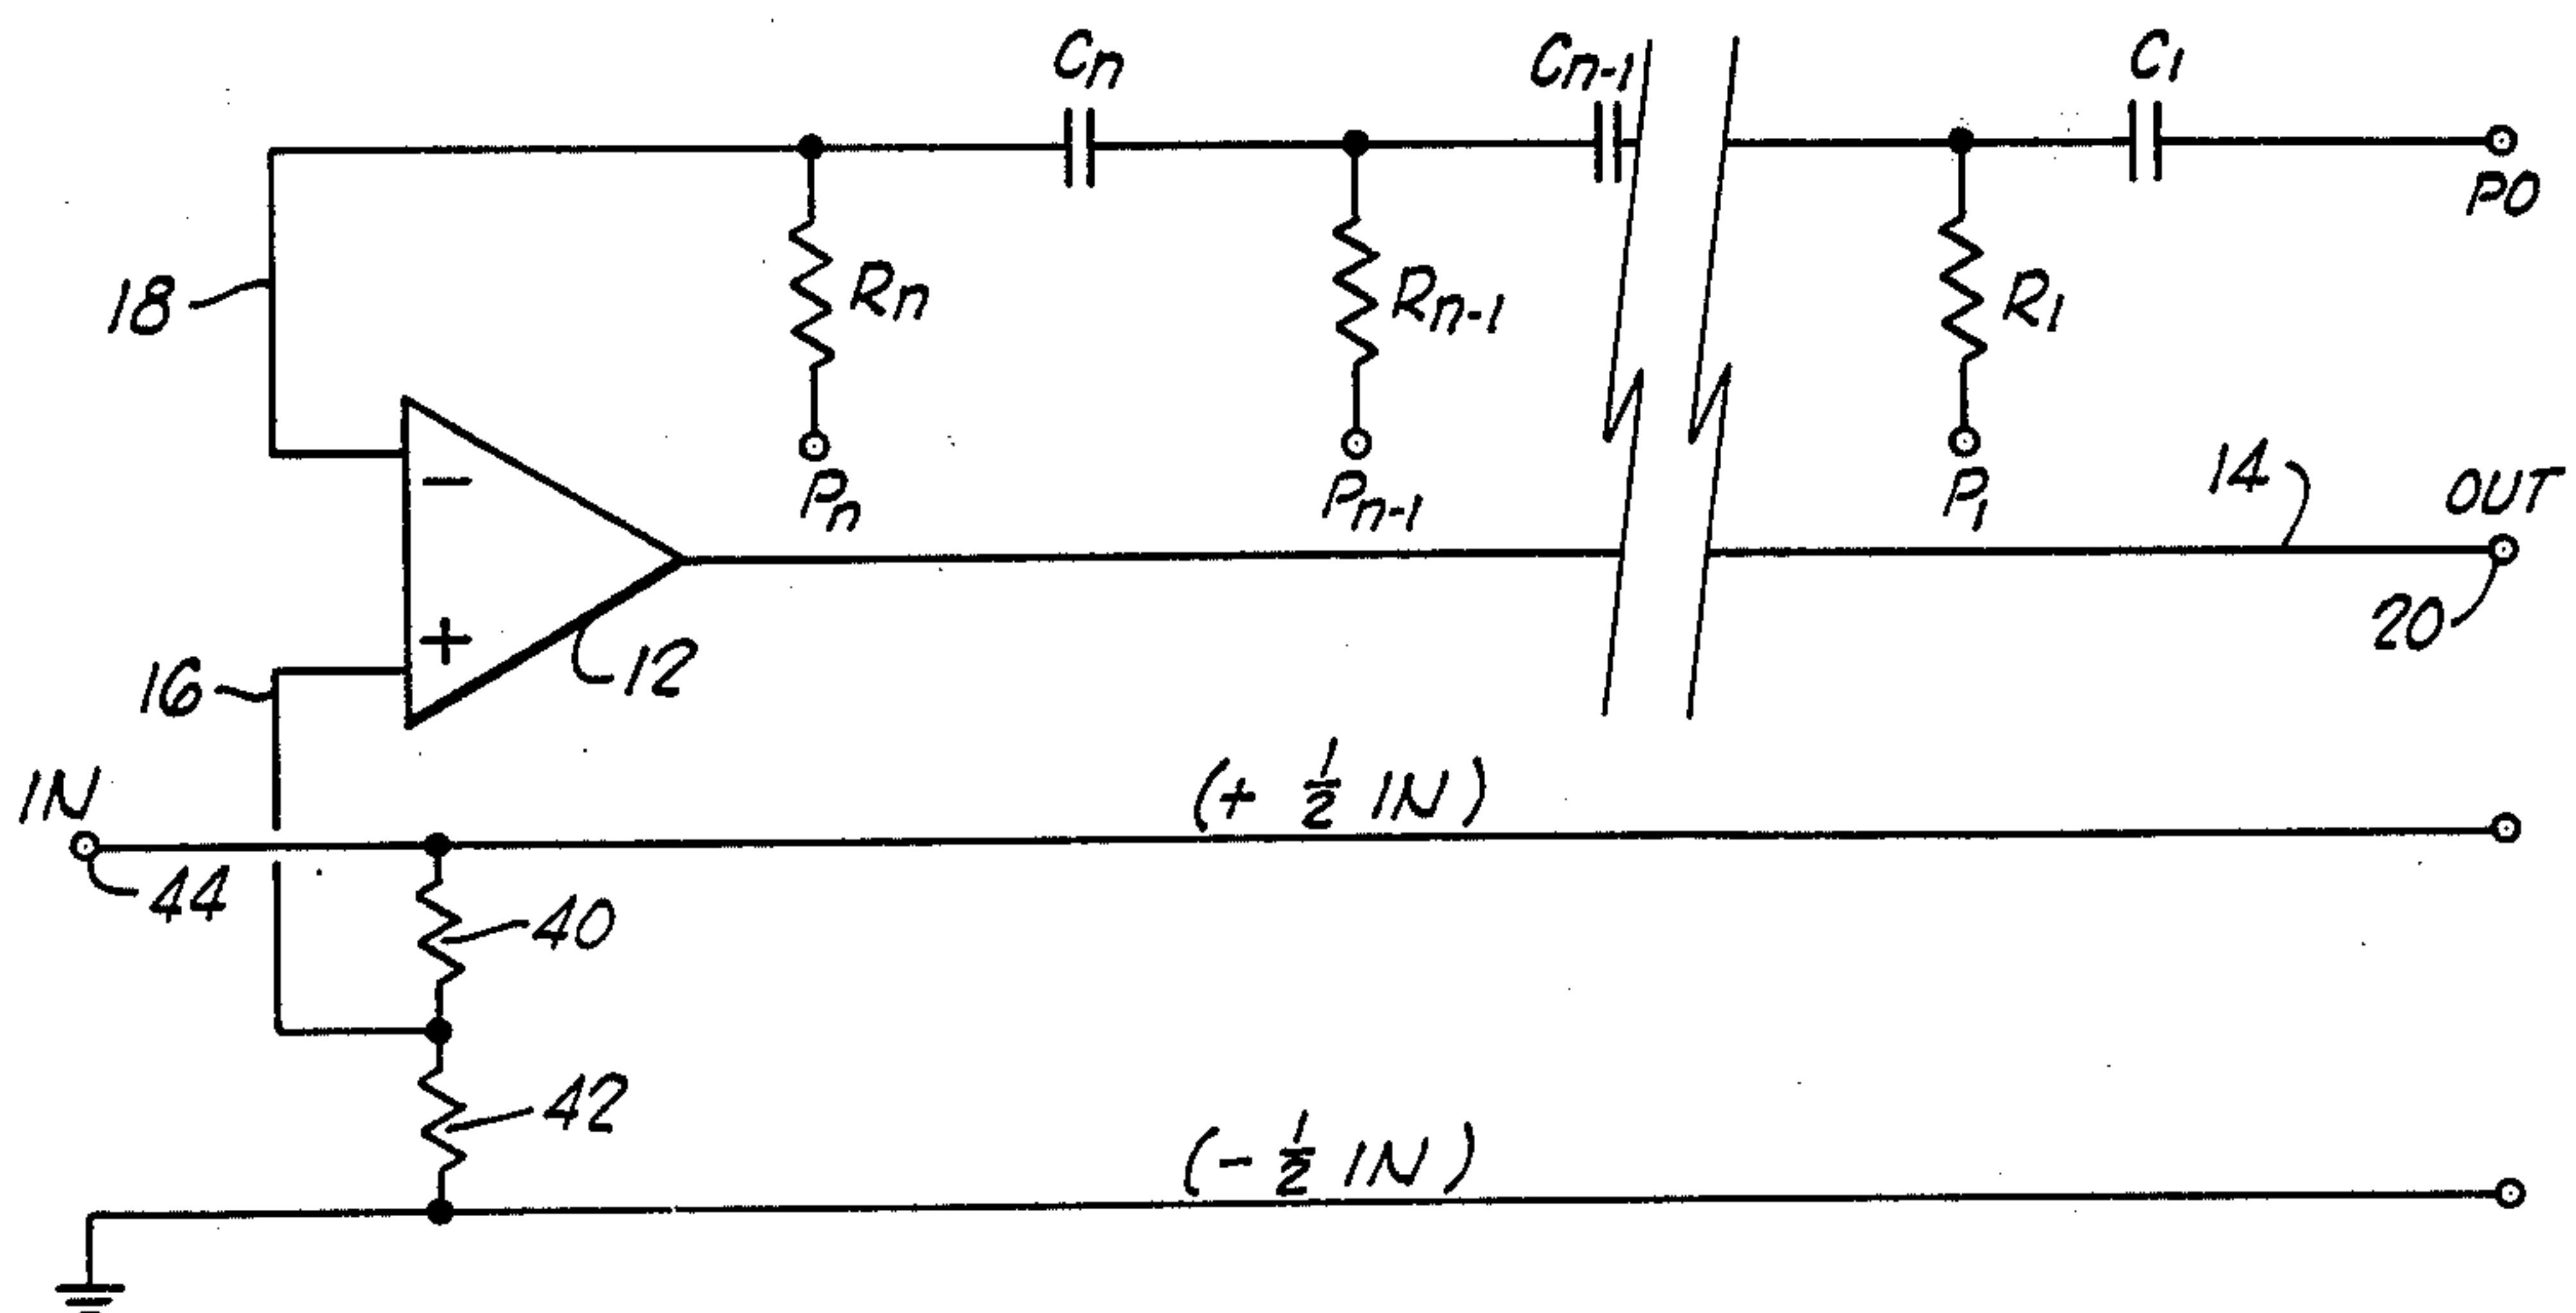 Cn
Cn-1
C1
P0
18
Rn
Rn-1
R1
Pn
Pn-1
P1
14
OUT
20
−
+
12
16
IN
44
(+ 1/2 IN)
40
42
(- 1/2 IN)